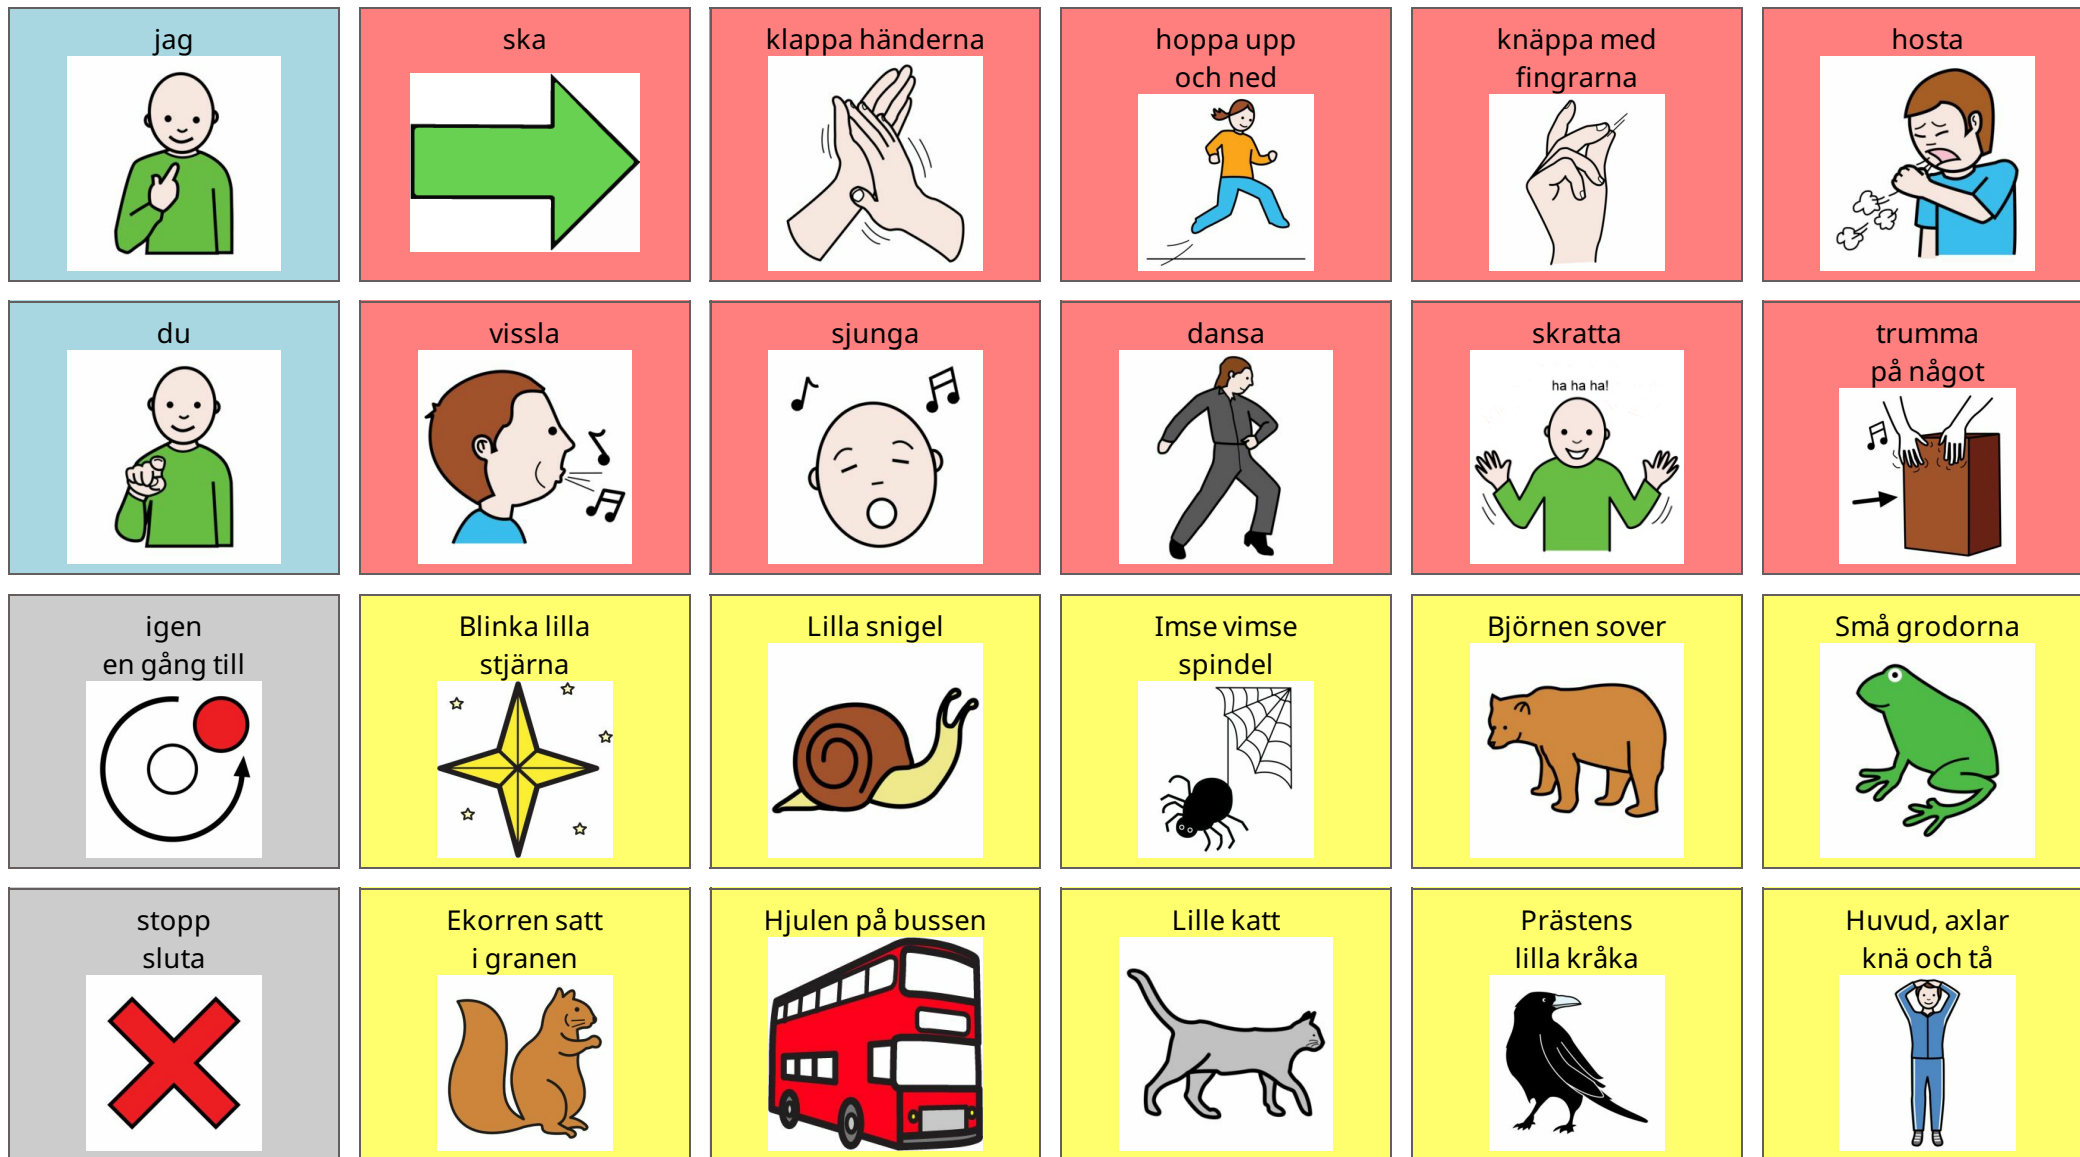 jag
ska
klappa händerna
hoppa upp
och ned
knäppa med
fingrarna
hosta
du
vissla
sjunga
dansa
skratta
ha ha ha!
trumma
på något
igen
en gång till
Blinka lilla
stjärna
Lilla snigel
Imse vimse
spindel
Björnen sover
Små grodorna
stopp
sluta
Ekorren satt
i granen
Hjulen på bussen
Lille katt
Prästens
lilla kråka
Huvud, axlar
knä och tå